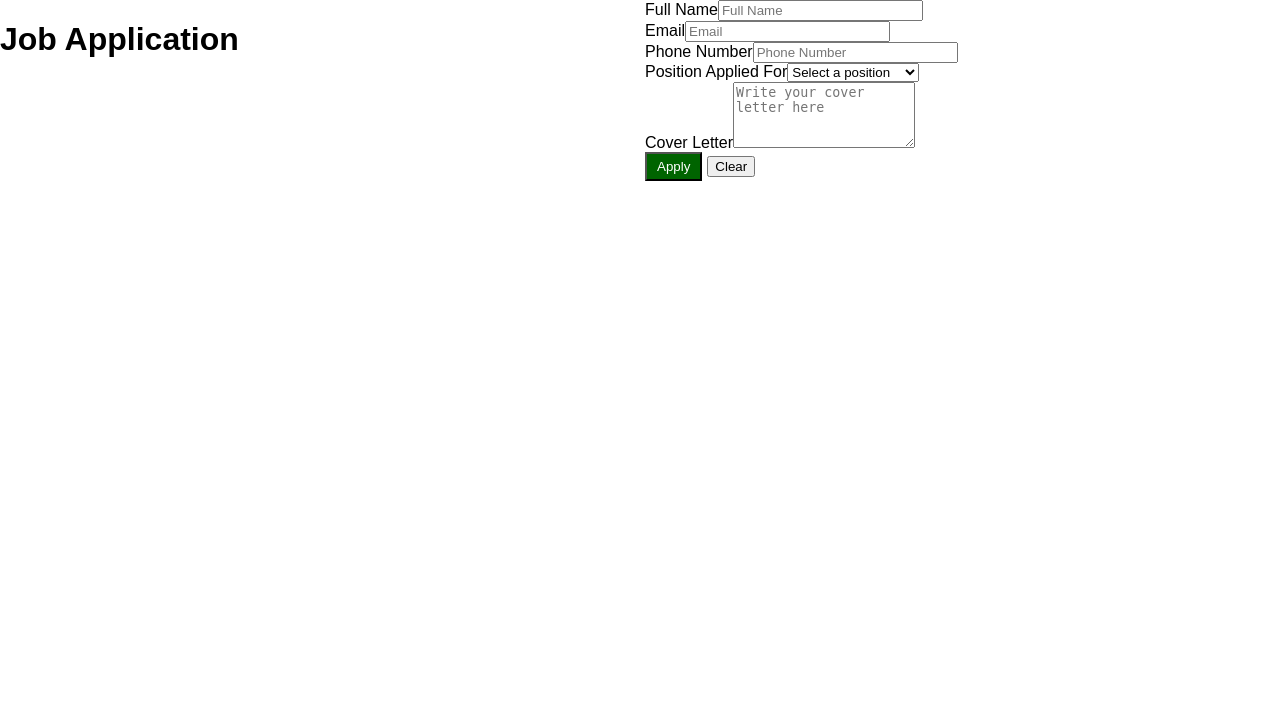 Job Application
Full Name Full Name
Email Email
Phone Number Phone Number
Position Applied For Select a position
Write your cover
letter here
Cover Letter
Apply Clear